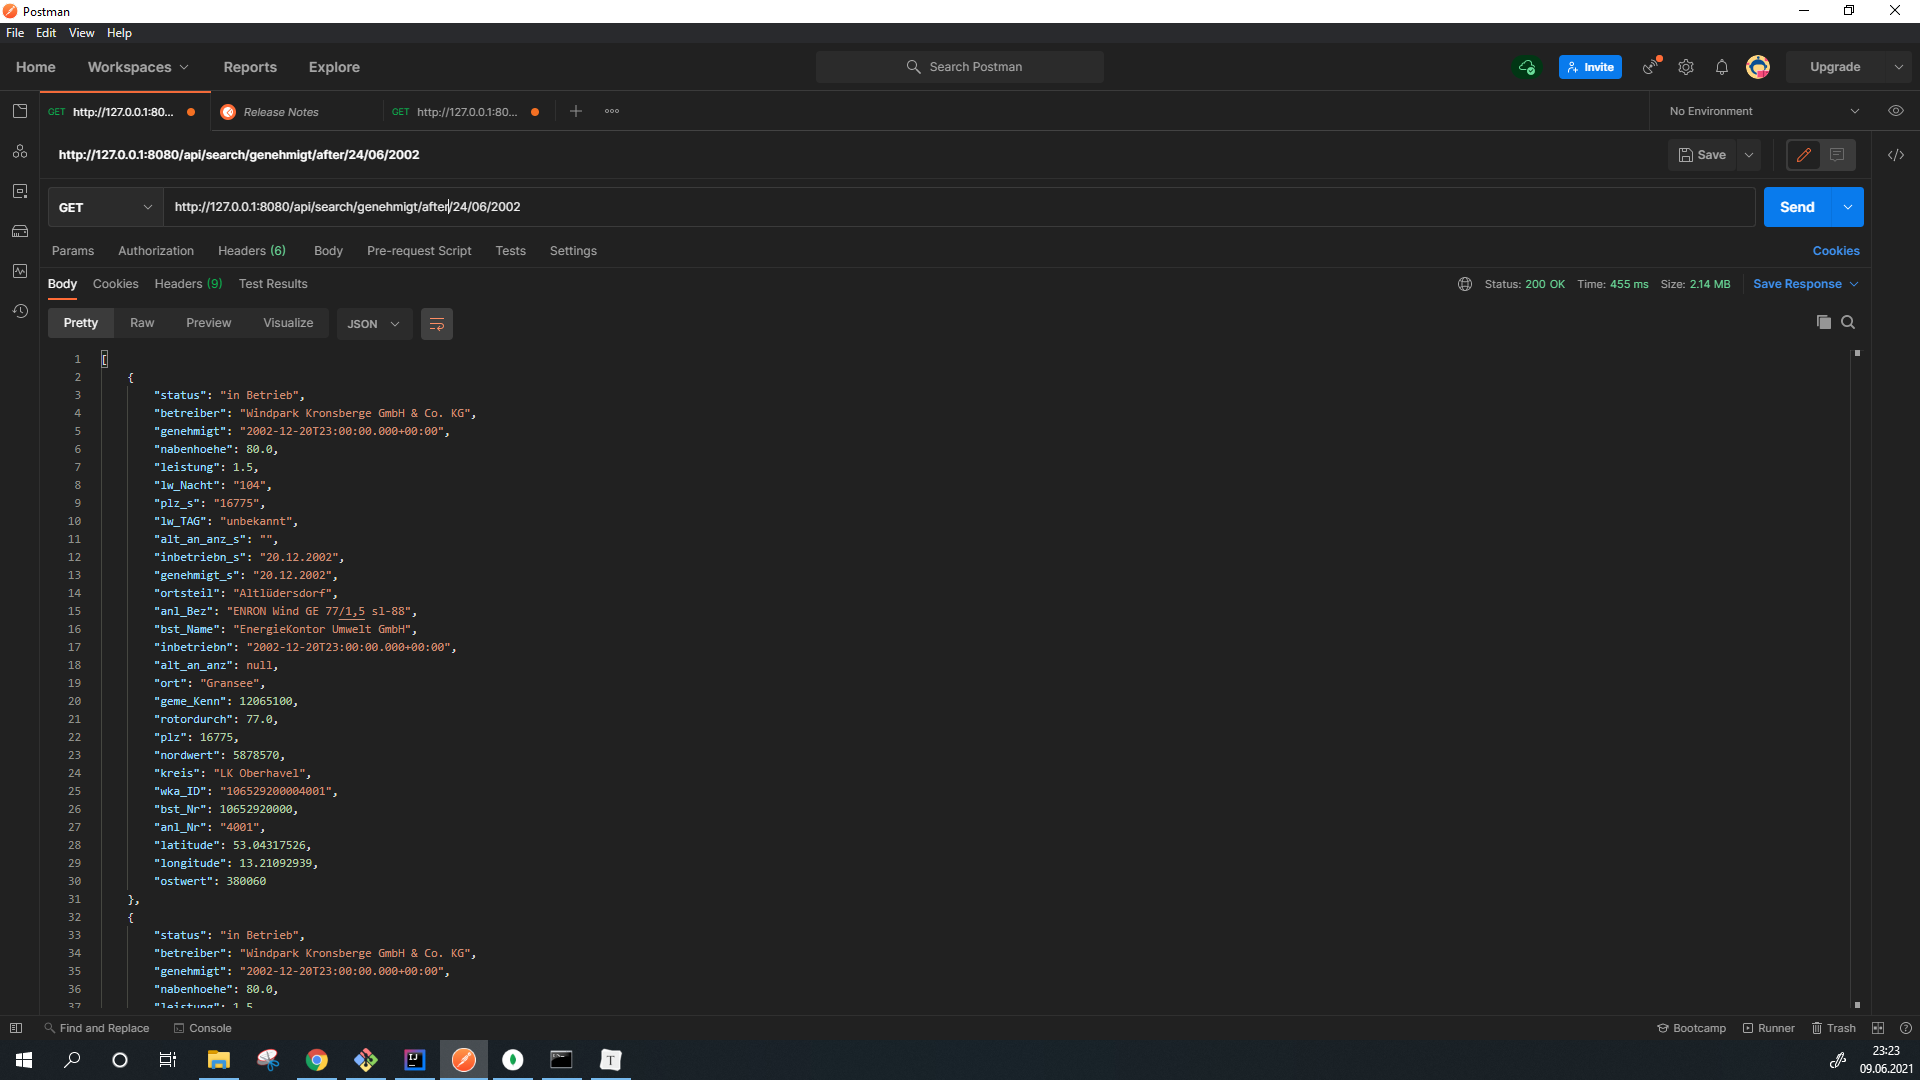 Postman
File Edit View Help
Home Workspaces Reports Explore Search Postman Invite Upgrade
GET http://127.0.0.1:80... Release Notes GET http://127.0.0.1:80... No Environment
http://127.0.0.1:8080/api/search/genehmigt/after/24/06/2002 Save
GET http://127.0.0.1:8080/api/search/genehmigt/after/24/06/2002 Send
Params Authorization Headers (6) Body Pre-request Script Tests Settings Cookies
Body Cookies Headers (9) Test Results Status: 200 OK Time: 455 ms Size: 2.14 MB Save Response
Pretty Raw Preview Visualize JSON
1 [
2 {
3 "status": "in Betrieb",
4 "betreiber": "Windpark Kronsberge GmbH & Co. KG",
5 "genehmigt": "2002-12-20T23:00:00.000+00:00",
6 "nabenhoehe": 80.0,
7 "leistung": 1.5,
8 "lw_Nacht": "104",
9 "plz_s": "16775",
10 "lw_TAG": "unbekannt",
11 "alt_an_anz_s": "",
12 "inbetriebn_s": "20.12.2002",
13 "genehmigt_s": "20.12.2002",
14 "ortsteil": "Altlüdersdorf",
15 "anl_Bez": "ENRON Wind GE 77/1,5 sl-88",
16 "bst_Name": "EnergieKontor Umwelt GmbH",
17 "inbetriebn": "2002-12-20T23:00:00.000+00:00",
18 "alt_an_anz": null,
19 "ort": "Gransee",
20 "geme_Kenn": 12065100,
21 "rotordurch": 77.0,
22 "plz": 16775,
23 "nordwert": 5878570,
24 "kreis": "LK Oberhavel",
25 "wka_ID": "106529200004001",
26 "bst_Nr": 10652920000,
27 "anl_Nr": "4001",
28 "latitude": 53.04317526,
29 "longitude": 13.21092939,
30 "ostwert": 380060
31 },
32 {
33 "status": "in Betrieb",
34 "betreiber": "Windpark Kronsberge GmbH & Co. KG",
35 "genehmigt": "2002-12-20T23:00:00.000+00:00",
36 "nabenhoehe": 80.0,
37 "leistung": 1.5
Find and Replace Console Bootcamp Runner Trash
23:23
09.06.2021